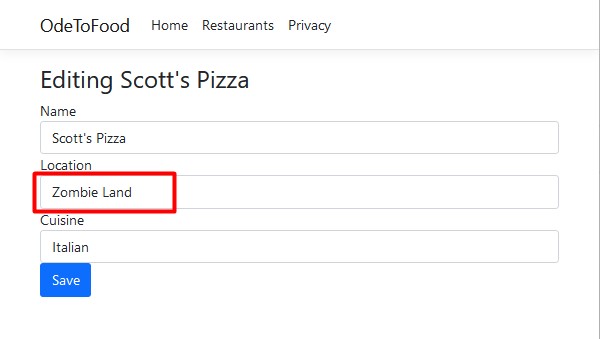 OdeToFood Home Restaurants Privacy
Editing Scott's Pizza
Name
Scott's Pizza
Location
Zombie Land
Cuisine
Italian
Save